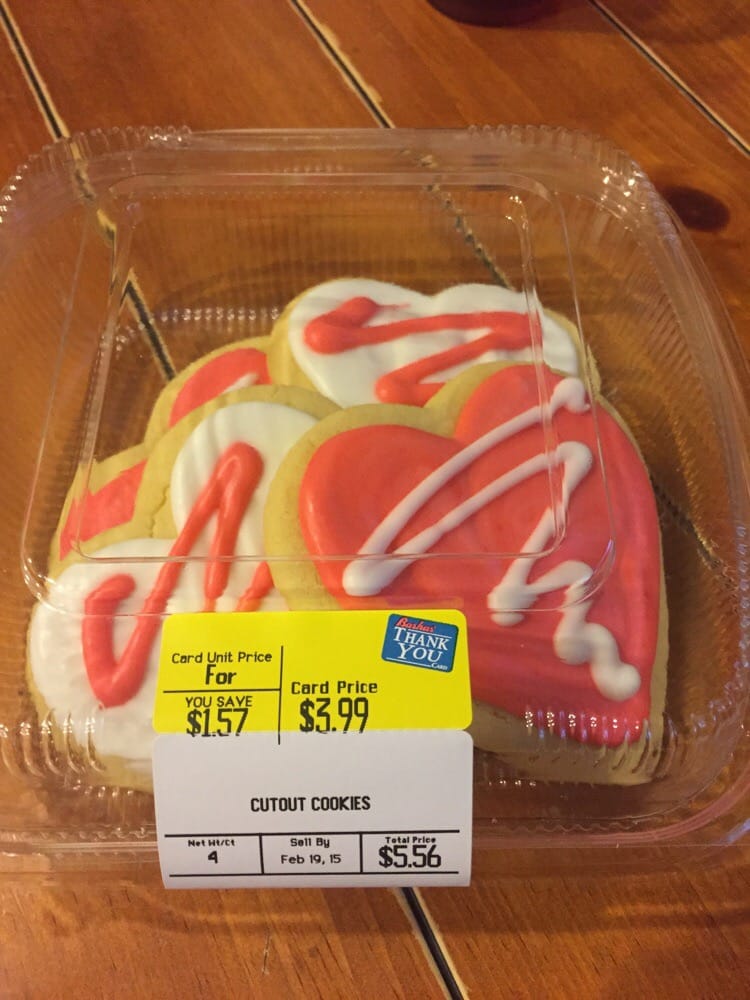 Bashas'
THANK
YOU
CARD
Card Unit Price
For
YOU SAVE
$1.57
Card Price
$3.99
CUTOUT COOKIES
Net Wt/Ct
4
Sell By
Feb 19, 15
Total Price
$5.56